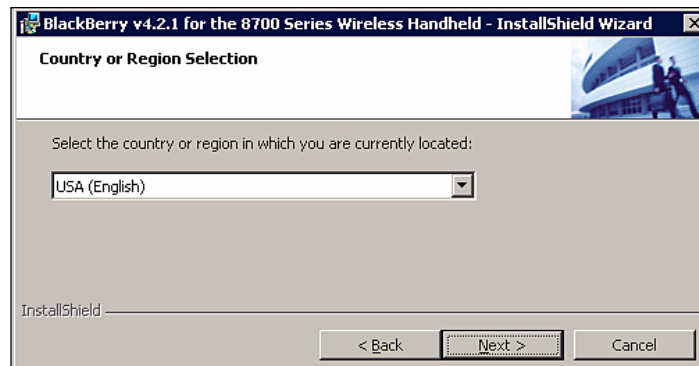 BlackBerry v4.2.1 for the 8700 Series Wireless Handheld - InstallShield Wizard
Country or Region Selection
Select the country or region in which you are currently located:
USA (English)
InstallShield
< Back Next > Cancel